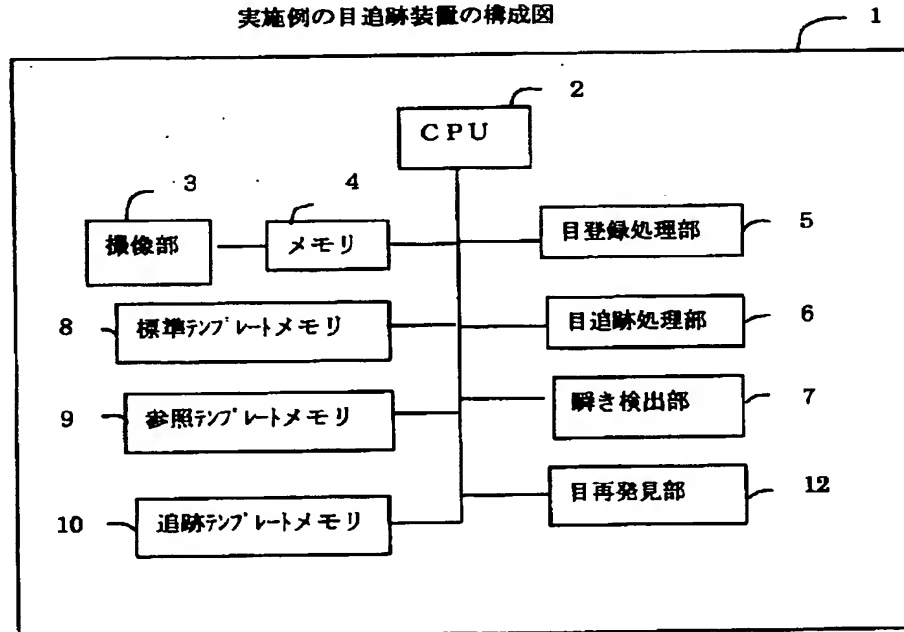 実施例の目追跡装置の構成図
1
2
CPU
3
4
撮像部
メモリ
目登録処理部
5
8
標準テンプレートメモリ
目追跡処理部
6
9
参照テンプレートメモリ
瞬き検出部
7
10
追跡テンプレートメモリ
目再発見部
12